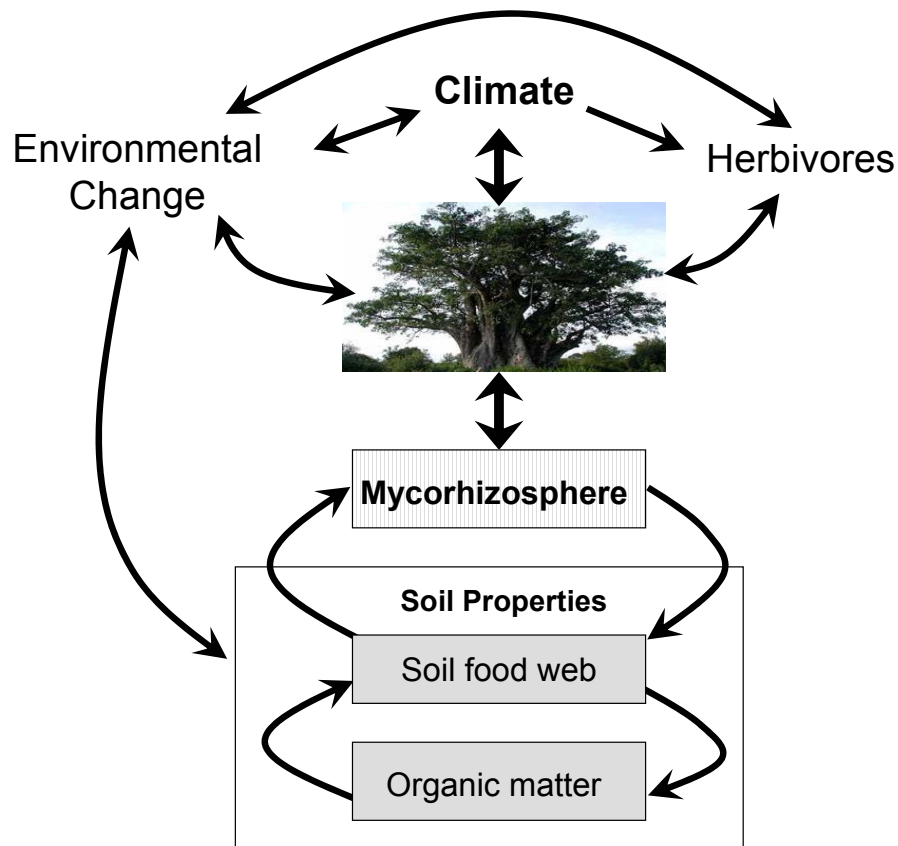 Climate
Environmental
Change
Herbivores
Mycorhizosphere
Soil Properties
Soil food web
Organic matter